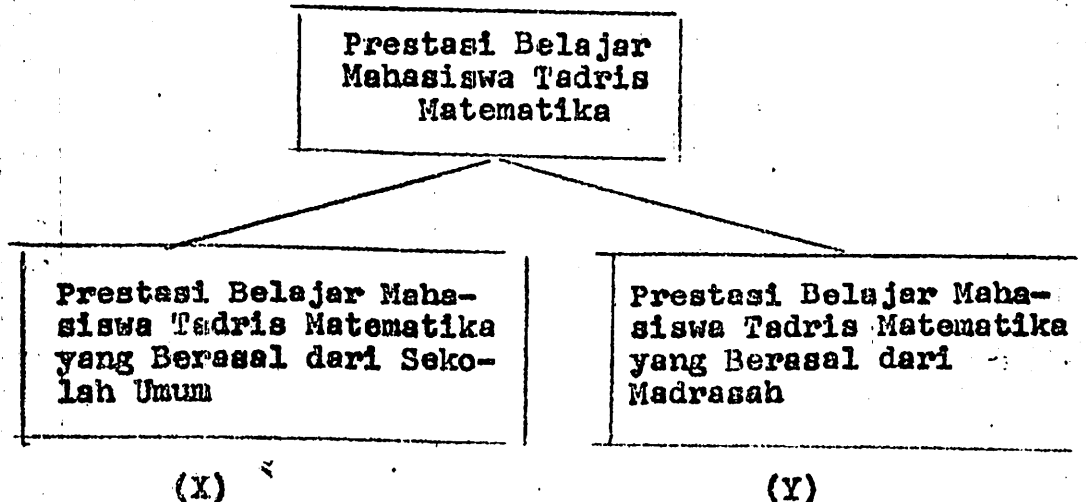 Prestasi Belajar
Mahasiswa Tadris
Matematika
Prestasi Belajar Maha-
siswa Tadris Matematika
yang Berasal dari Seko-
lah Umum
(X)
Prestasi Belajar Maha-
siswa Tadris Matematika
yang Berasal dari
Madrasah
(Y)